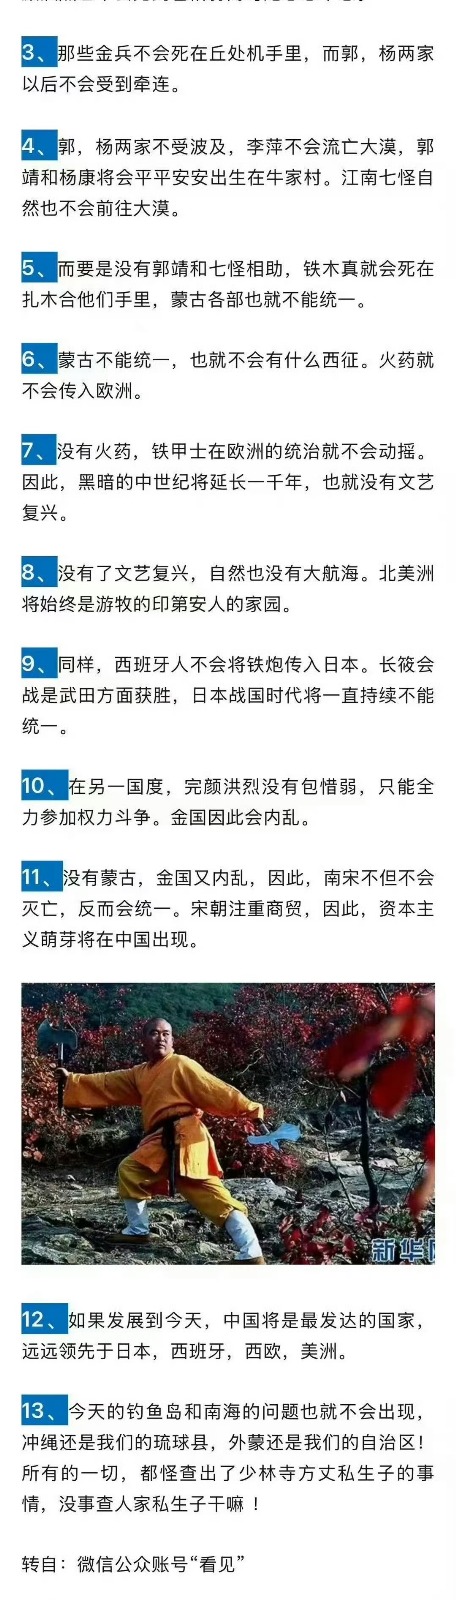 3、那些金兵不会死在丘处机手里，而郭，杨两家
以后不会受到牵连。
4、郭，杨两家不受波及，李萍不会流亡大漠，郭
靖和杨康将会平平安安出生在牛家村。江南七怪自
然也不会前往大漠。
5、而要是没有郭靖和七怪相助，铁木真就会死在
扎木合他们手里，蒙古各部也就不能统一。
6、蒙古不能统一，也就不会有什么西征。火药就
不会传入欧洲。
7、没有火药，铁甲士在欧洲的统治就不会动摇。
因此，黑暗的中世纪将延长一千年，也就没有文艺
复兴。
8、没有了文艺复兴，自然也没有大航海。北美洲
将始终是游牧的印第安人的家园。
9、同样，西班牙人不会将铁炮传入日本。长筱会
战是武田方面获胜，日本战国时代将一直持续不能
统一。
10、在另一国度，完颜洪烈没有包惜弱，只能全
力参加权力斗争。金国因此会内乱。
11、没有蒙古，金国又内乱，因此，南宋不但不会
灭亡，反而会统一。宋朝注重商贸，因此，资本主
义萌芽将在中国出现。
新华网
12、如果发展到今天，中国将是最发达的国家，
远远领先于日本，西班牙，西欧，美洲。
13、今天的钓鱼岛和南海的问题也就不会出现，
冲绳还是我们的琉球县，外蒙还是我们的自治区！
所有的一切，都怪查出了少林寺方丈私生子的事
情，没事查人家私生子干嘛 ！
转自：微信公众账号“看见”